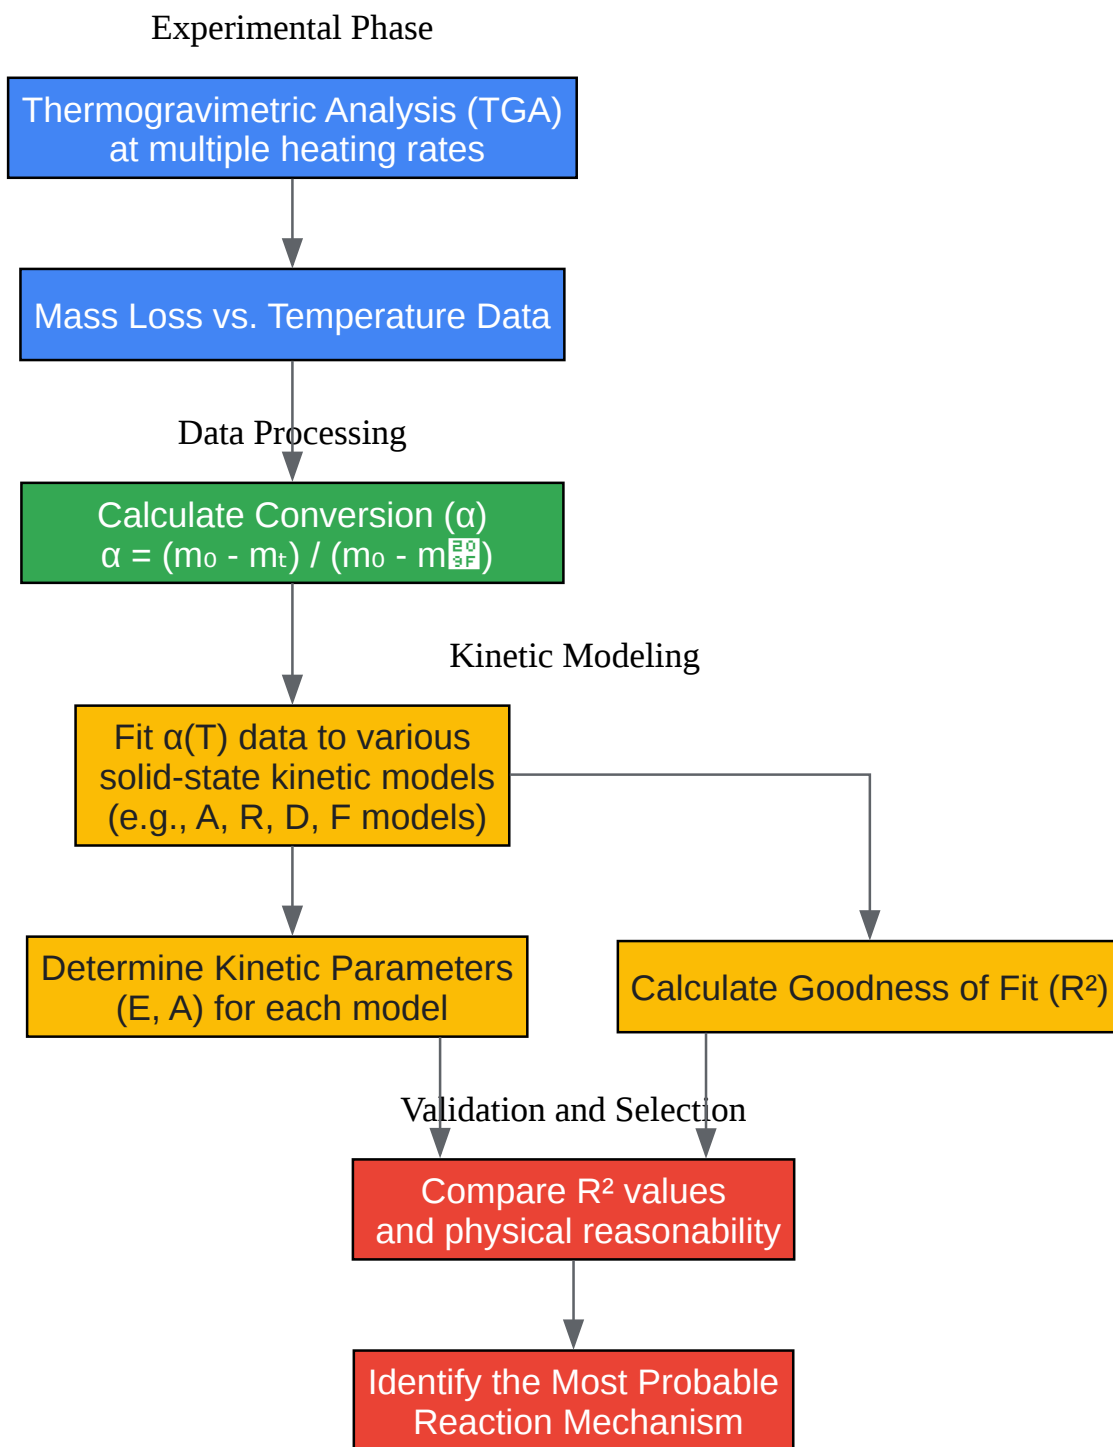 Experimental Phase
Thermogravimetric Analysis (TGA)
at multiple heating rates
Mass Loss vs. Temperature Data
Data Processing
Calculate Conversion (α)
α = (m₀ - mₜ) / (m₀ - m₟)
Kinetic Modeling
Fit α(T) data to various
solid-state kinetic models
(e.g., A, R, D, F models)
Determine Kinetic Parameters
(E, A) for each model
Calculate Goodness of Fit (R²)
Validation and Selection
Compare R² values
and physical reasonability
Identify the Most Probable
Reaction Mechanism